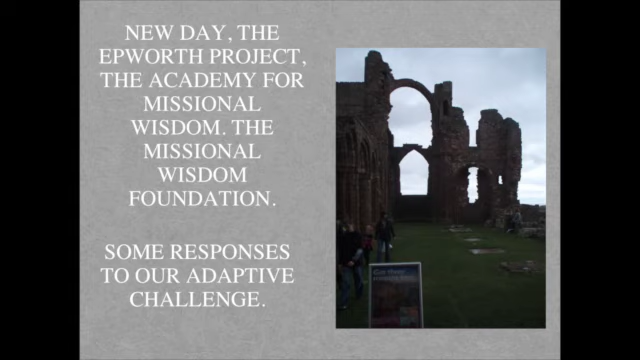 NEW DAY, THE
EPWORTH PROJECT,
THE ACADEMY FOR
MISSIONAL
WISDOM. THE
MISSIONAL
WISDOM
FOUNDATION.
SOME RESPONSES
TO OUR ADAPTIVE
CHALLENGE.